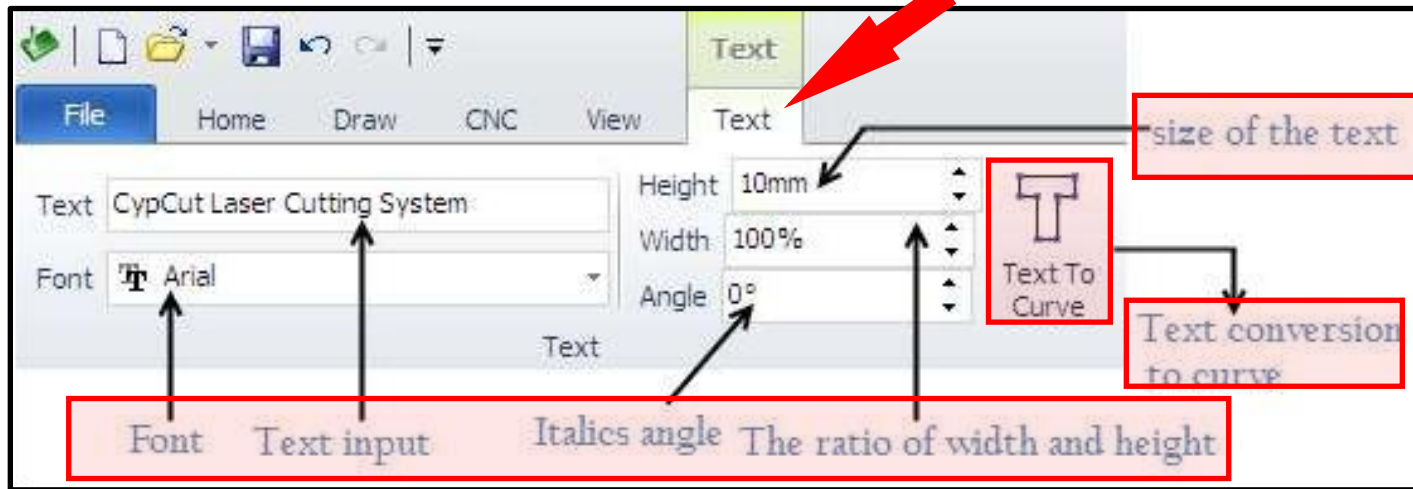 Text
File Home Draw CNC View Text
size of the text
Text CypCut Laser Cutting System
Height 10mm
Width 100%
Font Arial
Angle 0°
Text To
Curve
Text
Text conversion
to curve
Font Text input Italics angle The ratio of width and height